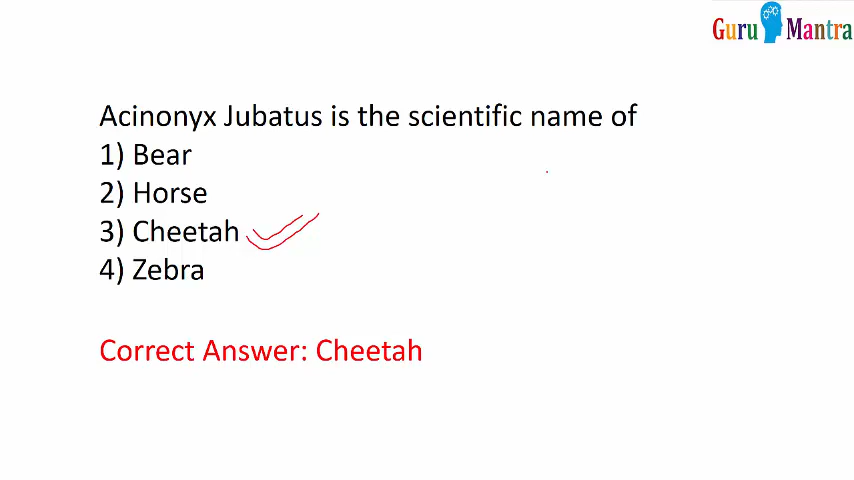 Guru Mantra
Acinonyx Jubatus is the scientific name of
1) Bear
2) Horse
3) Cheetah
4) Zebra
Correct Answer: Cheetah